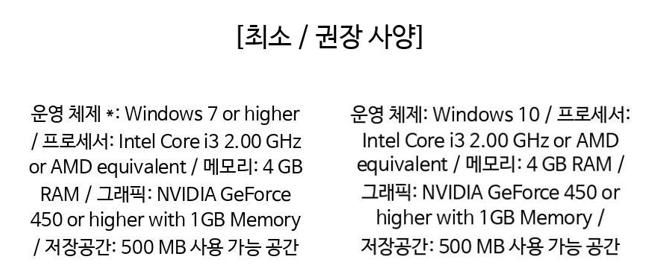 [최소 / 권장 사양]
운영 체제 *: Windows 7 or higher
/ 프로세서: Intel Core i3 2.00 GHz
or AMD equivalent / 메모리: 4 GB
RAM / 그래픽: NVIDIA GeForce
450 or higher with 1GB Memory
/ 저장공간: 500 MB 사용 가능 공간
운영 체제: Windows 10 / 프로세서:
Intel Core i3 2.00 GHz or AMD
equivalent / 메모리: 4 GB RAM /
그래픽: NVIDIA GeForce 450 or
higher with 1GB Memory /
저장공간: 500 MB 사용 가능 공간